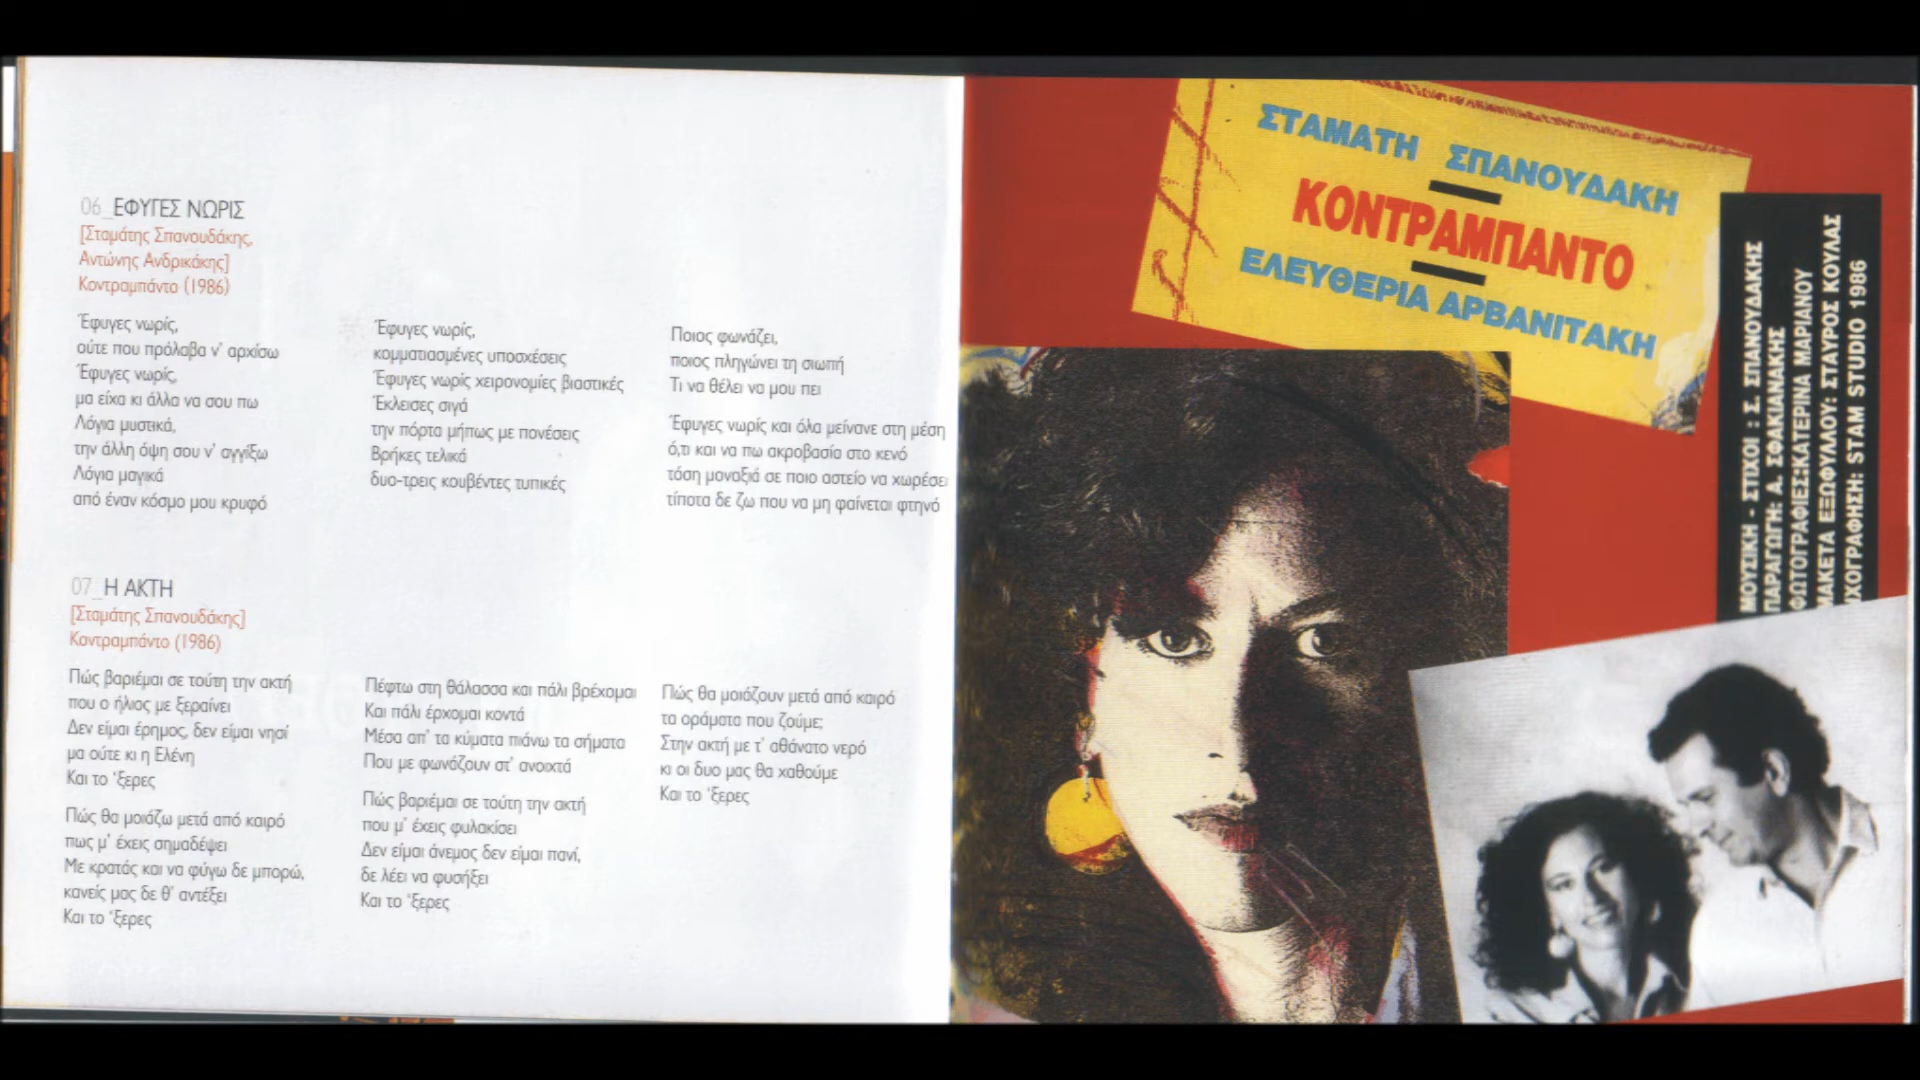 06_ΕΦΥΓΕΣ ΝΩΡΙΣ
[Σταμάτης Σπανουδάκης,
Αντώνης Ανδρικάκης]
Κοντραμπάντο (1986)
Έφυγες νωρίς,
ούτε που πρόλαβα ν' αρχίσω
Έφυγες νωρίς,
μα είχα κι άλλα να σου πω
Λόγια μυστικά,
την άλλη όψη σου ν' αγγίξω
Λόγια μαγικά
από έναν κόσμο μου κρυφό
Έφυγες νωρίς,
κομματιασμένες υποσχέσεις
Έφυγες νωρίς χειρονομίες βιαστικές
Έκλεισες σιγά
την πόρτα μήπως με πονέσεις
Βρήκες τελικά
δυο-τρεις κουβέντες τυπικές
Ποιος φωνάζει,
ποιος πληγώνει τη σιωπή
Τι να θέλει να μου πει
Έφυγες νωρίς και όλα μείνανε στη μέση
ό,τι και να πω ακροβασία στο κενό
τόση μοναξιά σε ποιο αστείο να χωρέσει
τίποτα δε ζω που να μη φαίνεται φτηνό
07_Η ΑΚΤΗ
[Σταμάτης Σπανουδάκης]
Κοντραμπάντο (1986)
Πώς βαριέμαι σε τούτη την ακτή
που ο ήλιος με ξεραίνει
Δεν είμαι έρημος, δεν είμαι νησί
μα ούτε κι η Ελένη
Και το 'ξερες
Πώς θα μοιάζω μετά από καιρό
πως μ' έχεις σημαδέψει
Με κρατάς και να φύγω δε μπορώ,
κανείς μας δε θ' αντέξει
Και το 'ξερες
Πέφτω στη θάλασσα και πάλι βρέχομαι
Και πάλι έρχομαι κοντά
Μέσα απ' τα κύματα πιάνω τα σήματα
Που με φωνάζουν στ' ανοιχτά
Πώς βαριέμαι σε τούτη την ακτή
που μ' έχεις φυλακίσει
Δεν είμαι άνεμος δεν είμαι πανί,
δε λέει να φυσήξει
Και το 'ξερες
Πώς θα μοιάζουν μετά από καιρό
τα οράματα που ζούμε;
Στην ακτή με τ' αθάνατο νερό
κι οι δυο μας θα χαθούμε
Και το 'ξερες
ΣΤΑΜΑΤΗ ΣΠΑΝΟΥΔΑΚΗ
ΚΟΝΤΡΑΜΠΑΝΤΟ
ΕΛΕΥΘΕΡΙΑ ΑΡΒΑΝΙΤΑΚΗ
ΜΟΥΣΙΚΗ - ΣΤΙΧΟΙ : Σ. ΣΠΑΝΟΥΔΑΚΗΣ
ΠΑΡΑΓΩΓΗ: Α. ΣΦΑΚΙΑΝΑΚΗΣ
ΦΩΤΟΓΡΑΦΙΕΣ:ΚΑΤΕΡΙΝΑ ΜΑΡΙΑΝΟΥ
ΜΑΚΕΤΑ ΕΞΩΦΥΛΛΟΥ: ΣΤΑΥΡΟΣ ΚΟΥΛΑΣ
ΗΧΟΓΡΑΦΗΣΗ: STAM STUDIO 1986